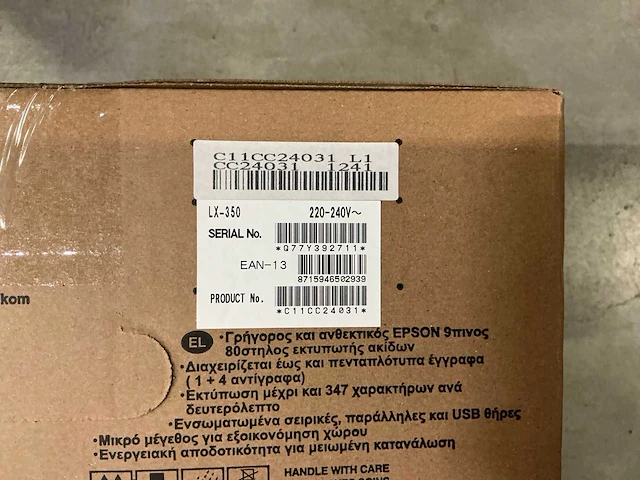 C11CC24031 L1
CC24031 1241
LX-350 220-240V~
SERIAL No.
*Q77Y392711*
EAN-13
8715946502939
PRODUCT No.
*C11CC24031*
kom
EL •Γρήγορος και ανθεκτικός EPSON 9πινος
80στηλος εκτυπωτής ακίδων
•Διαχειρίζεται έως και πενταπλότυπα έγγραφα
( 1 + 4 αντίγραφα)
•Εκτύπωση μέχρι και 347 χαρακτήρων ανά
δευτερόλεπτο
•Ενσωματωμένα σειρικές, παράλληλες και USB θήρες
•Μικρό μέγεθος για εξοικονόμηση χώρου
•Ενεργειακή αποδοτικότητα για μειωμένη κατανάλωση
HANDLE WITH CARE